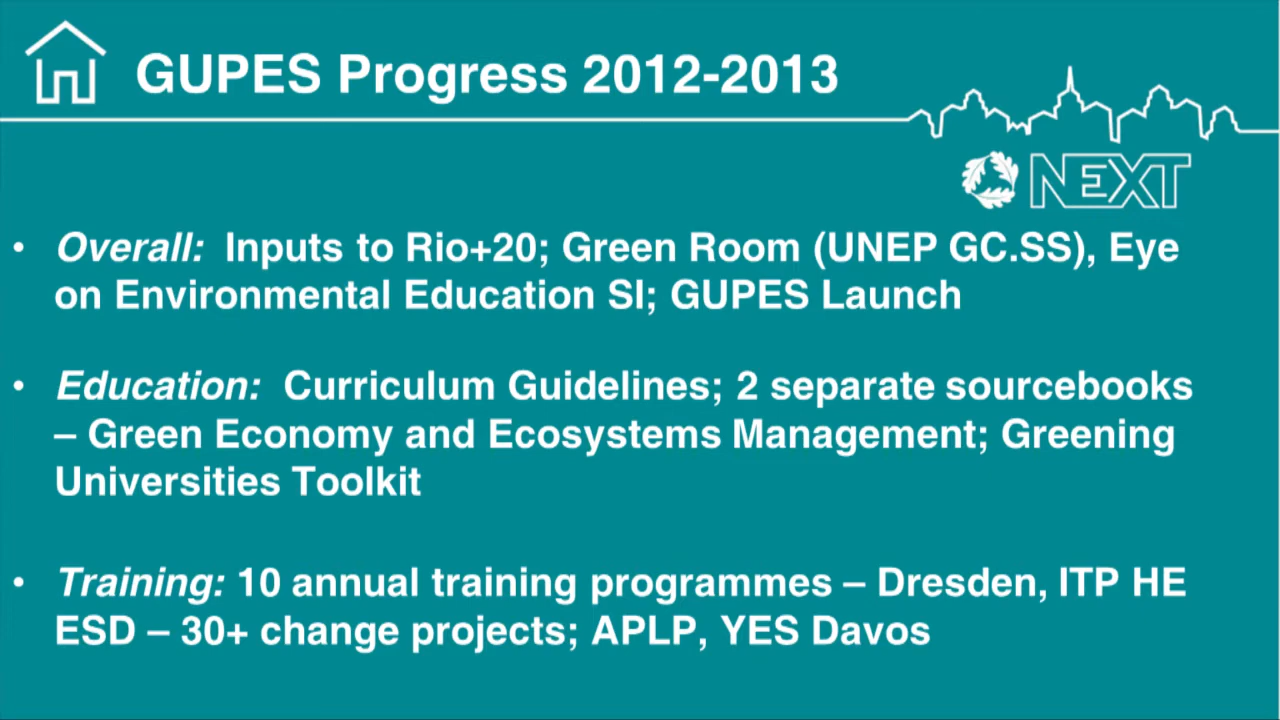 GUPES Progress 2012-2013
NEXT
• Overall: Inputs to Rio+20; Green Room (UNEP GC.SS), Eye
on Environmental Education SI; GUPES Launch
• Education: Curriculum Guidelines; 2 separate sourcebooks
– Green Economy and Ecosystems Management; Greening
Universities Toolkit
• Training: 10 annual training programmes – Dresden, ITP HE
ESD – 30+ change projects; APLP, YES Davos